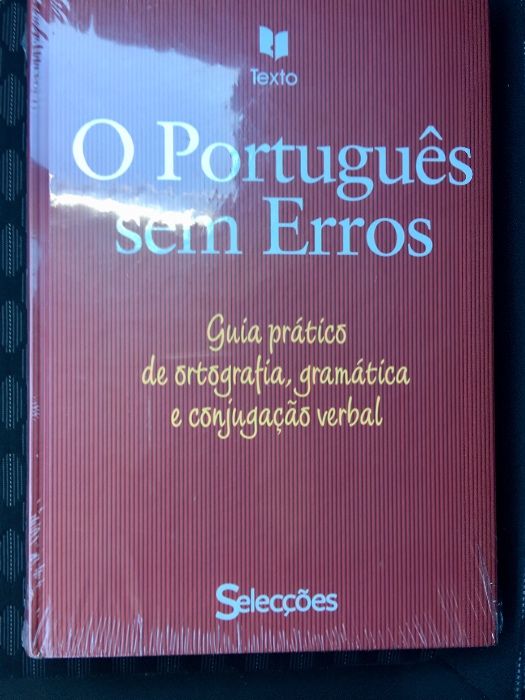 Texto
O Português
sem Erros
Guia prático
de ortografia, gramática
e conjugação verbal
Selecções